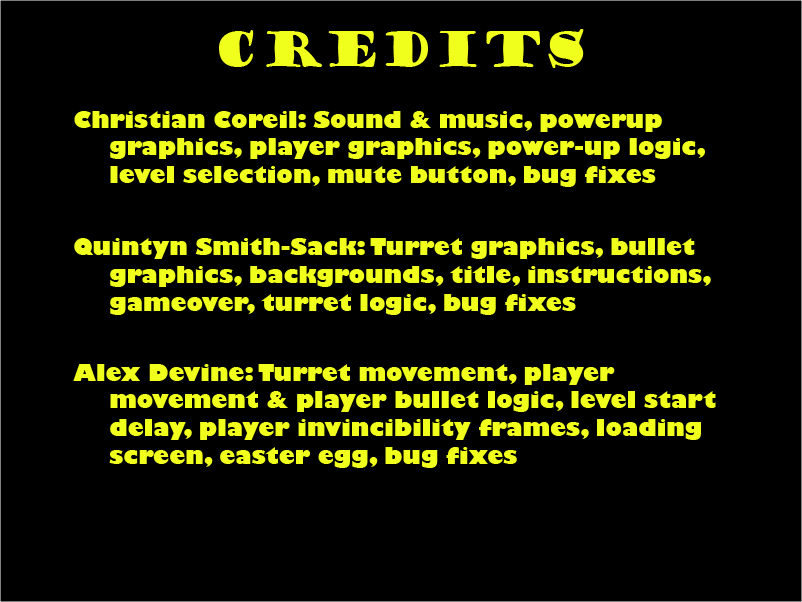 CREDITS
Christian Coreil: Sound & music, powerup
graphics, player graphics, power-up logic,
level selection, mute button, bug fixes
Quintyn Smith-Sack: Turret graphics, bullet
graphics, backgrounds, title, instructions,
gameover, turret logic, bug fixes
Alex Devine: Turret movement, player
movement & player bullet logic, level start
delay, player invincibility frames, loading
screen, easter egg, bug fixes